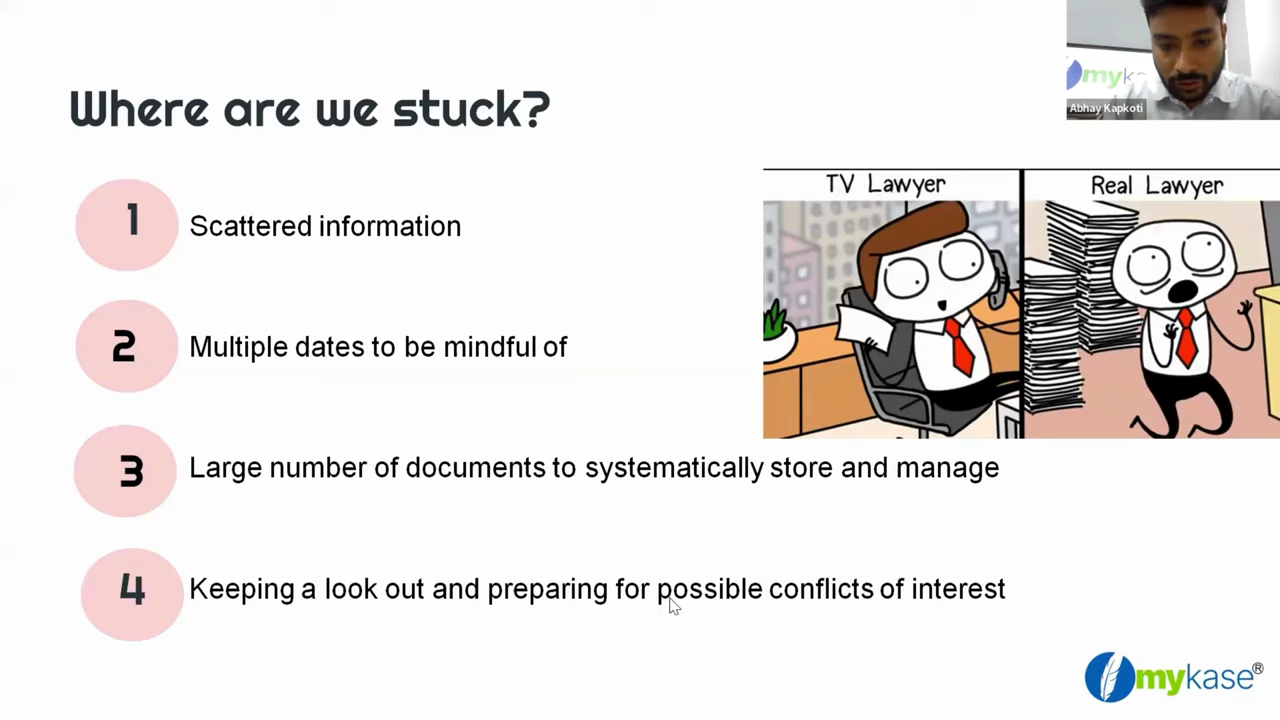 Where are we stuck?
myk
Abhay Kapkoti
TV Lawyer
Real Lawyer
1
Scattered information
2
Multiple dates to be mindful of
3
Large number of documents to systematically store and manage
4
Keeping a look out and preparing for possible conflicts of interest
mykase®